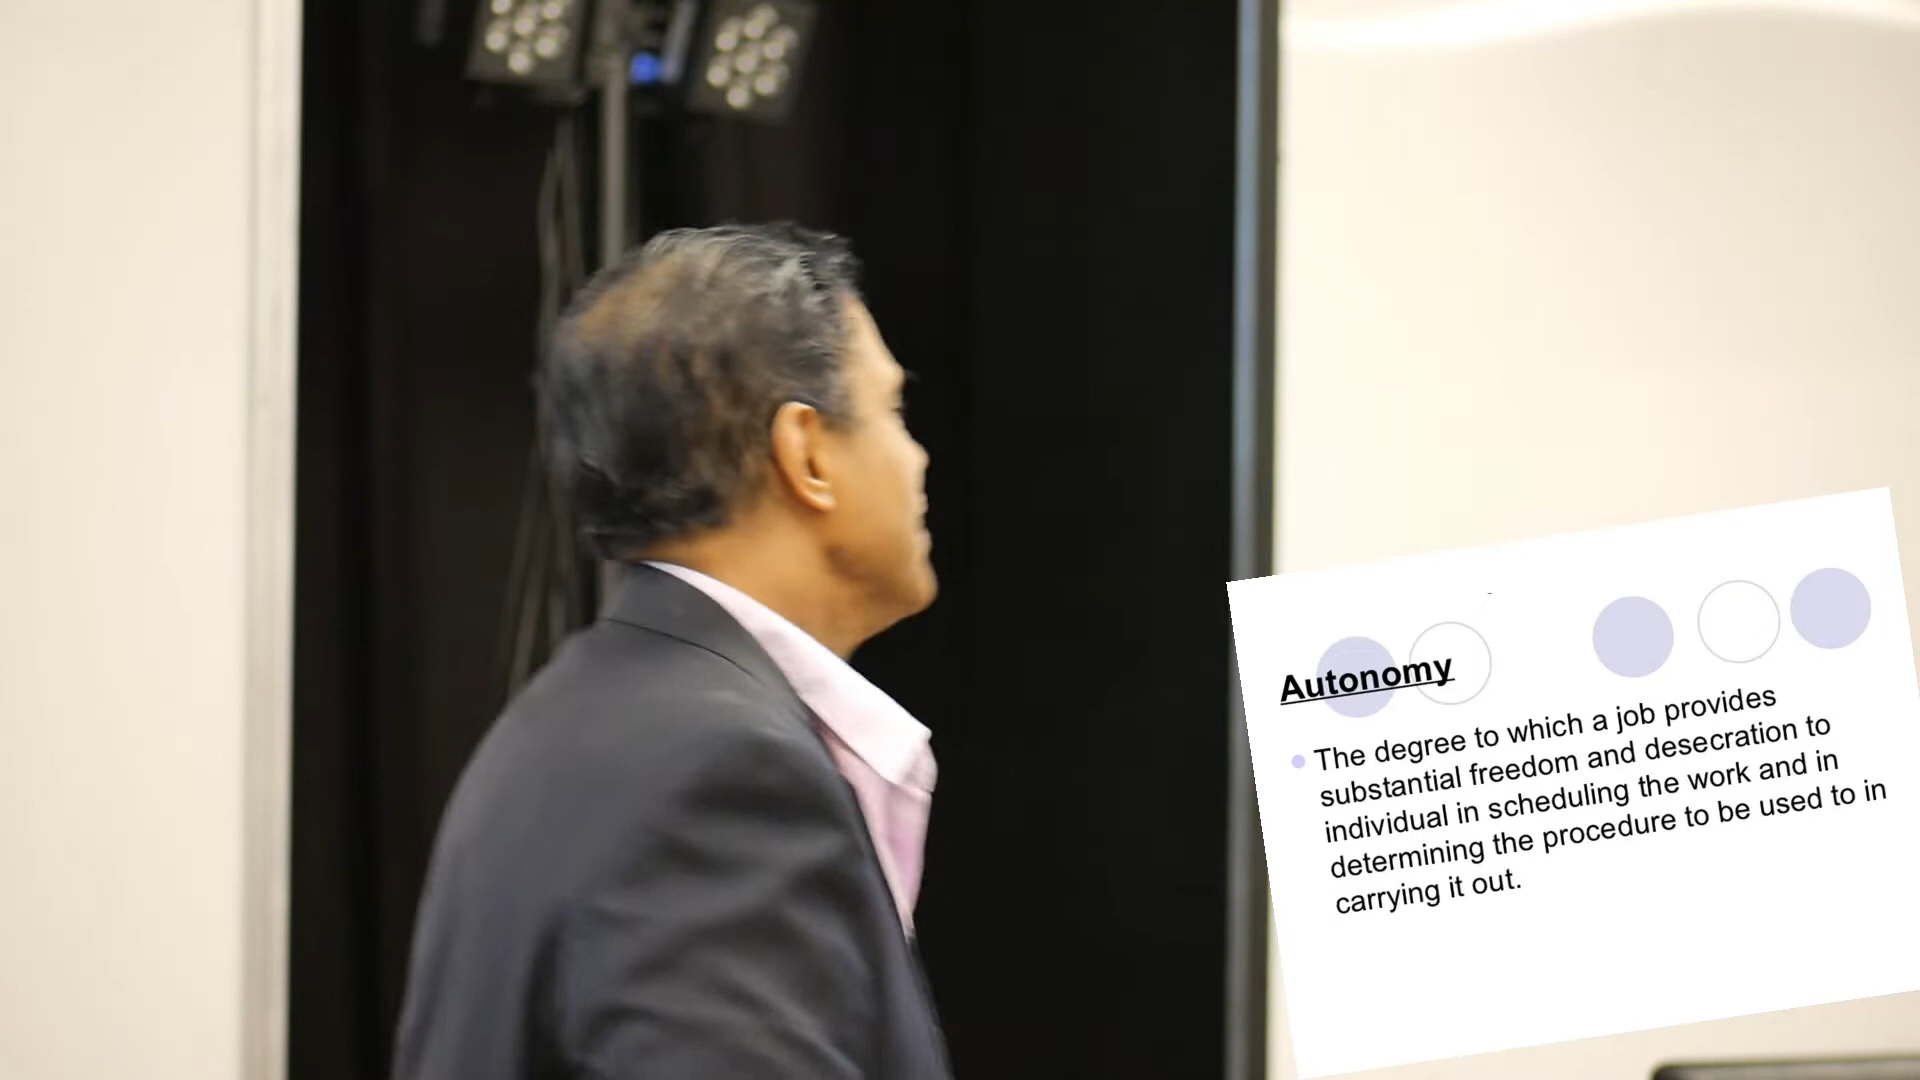 Autonomy
The degree to which a job provides
substantial freedom and desecration to
individual in scheduling the work and in
determining the procedure to be used to in
carrying it out.